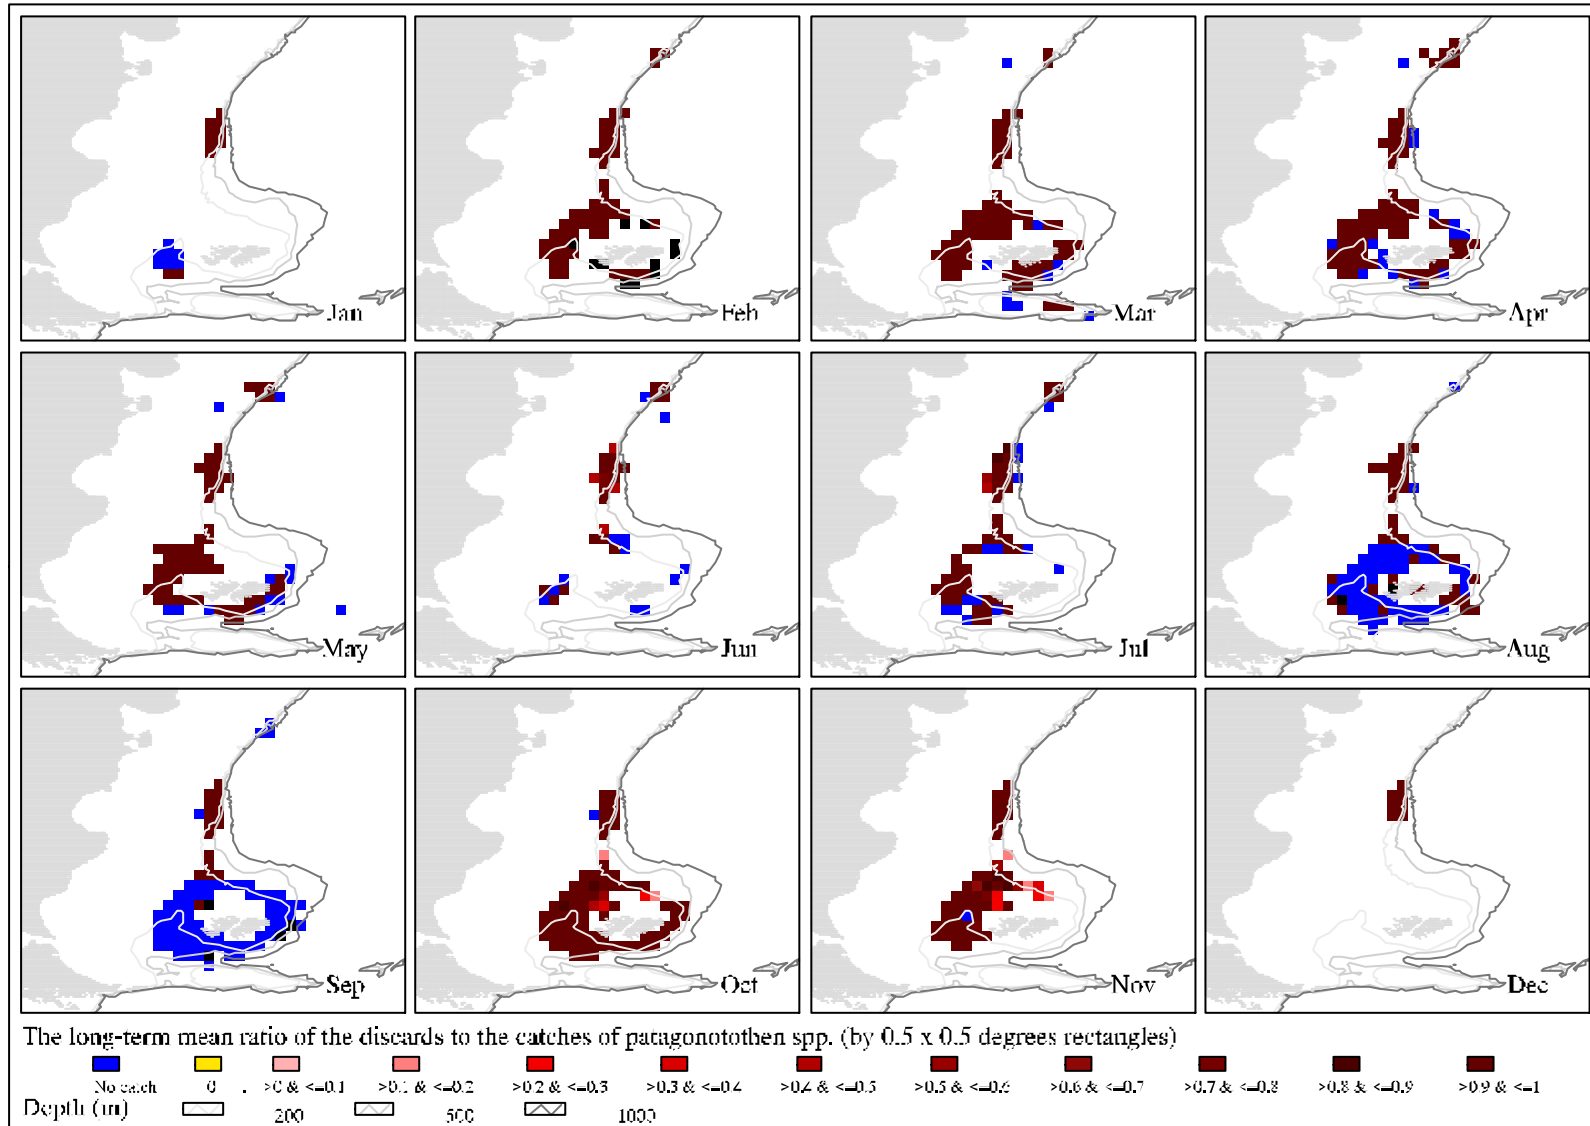 Jan
Feb
Mar
Apr
May
Jun
Jul
Aug
Sep
Oct
Nov
Dec
The long-term mean ratio of the discards to the catches of patagonotothen spp. (by 0.5 x 0.5 degrees rectangles)
No catch 0 >0 & <=0.1 >0.1 & <=0.2 >0.2 & <=0.3 >0.3 & <=0.4 >0.4 & <=0.5 >0.5 & <=0.6 >0.6 & <=0.7 >0.7 & <=0.8 >0.8 & <=0.9 >0.9 & <=1
Depth (m) 200 500 1000